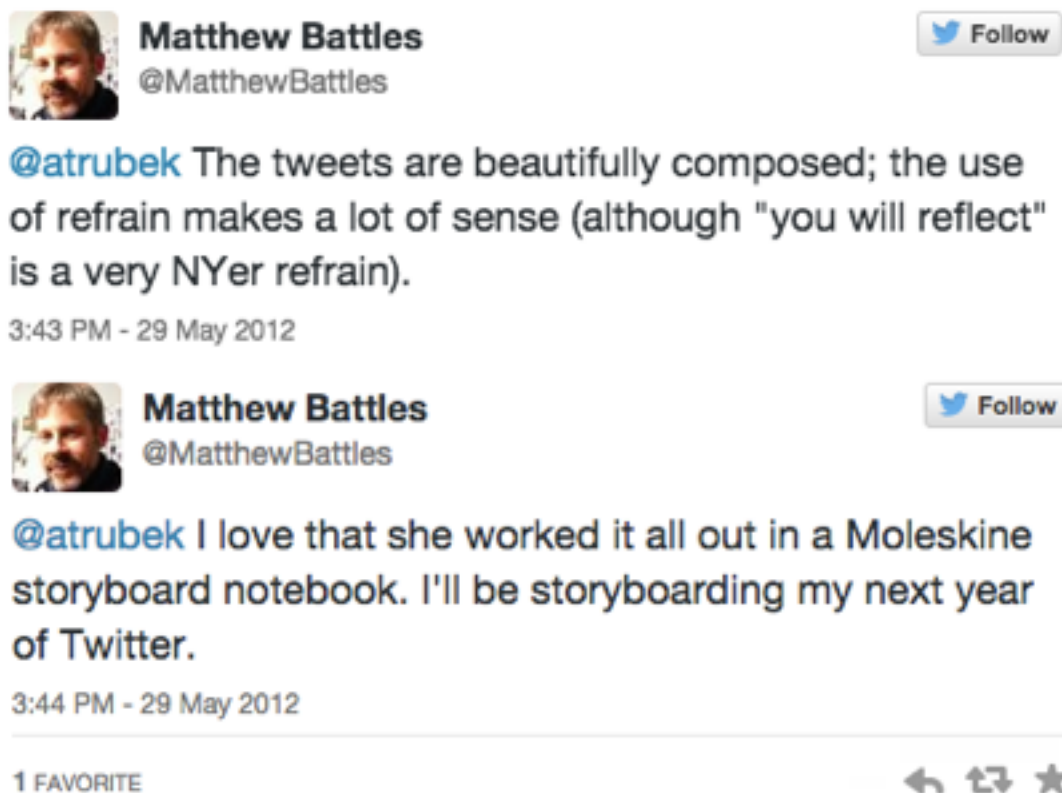 Matthew Battles
Follow
@MatthewBattles
@atrubek The tweets are beautifully composed; the use
of refrain makes a lot of sense (although "you will reflect"
is a very NYer refrain).
3:43 PM - 29 May 2012
Matthew Battles
Follow
@MatthewBattles
@atrubek I love that she worked it all out in a Moleskine
storyboard notebook. I'll be storyboarding my next year
of Twitter.
3:44 PM - 29 May 2012
1 FAVORITE